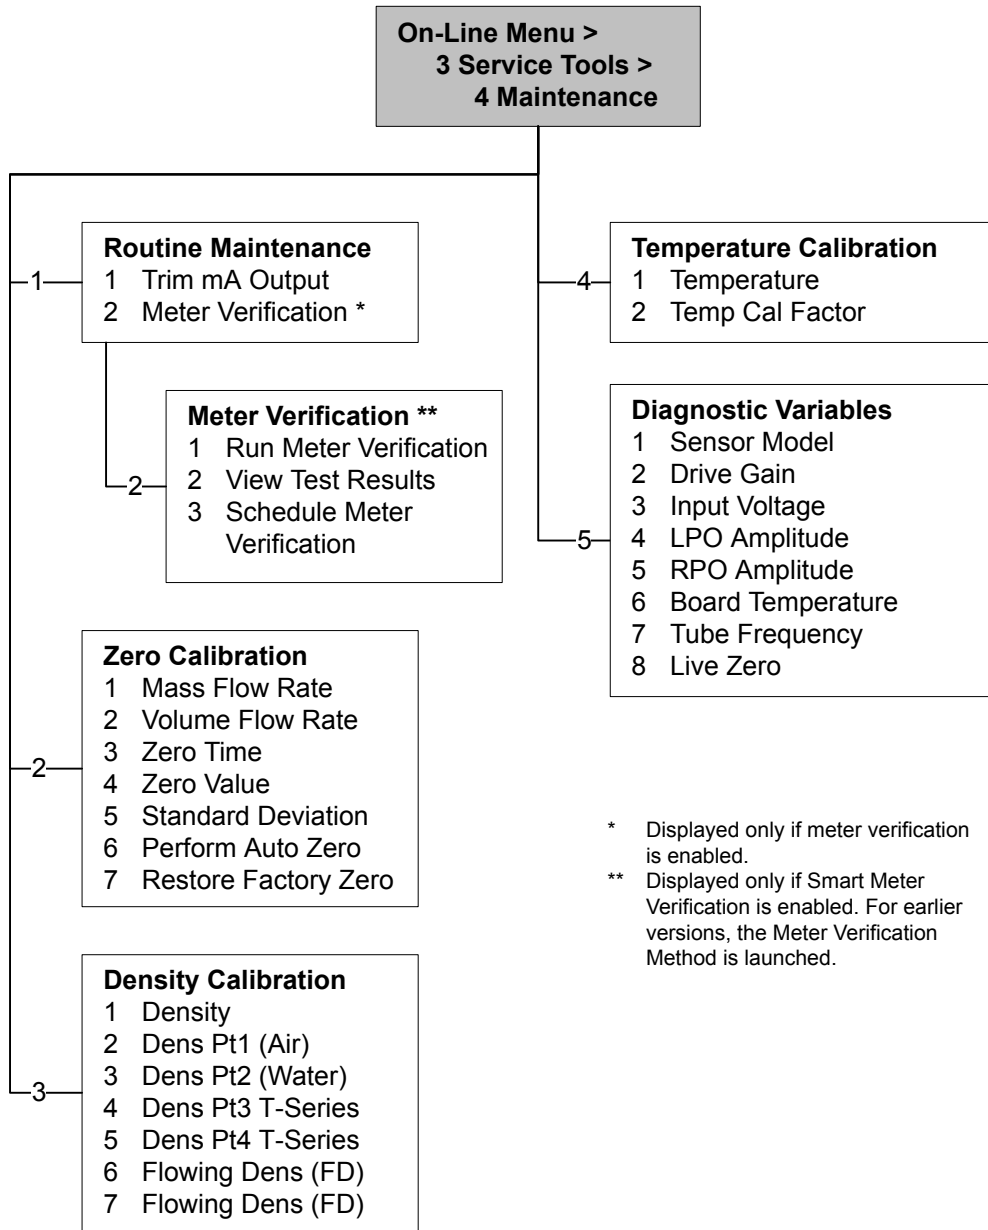 On-Line Menu >
3 Service Tools >
4 Maintenance
1
Routine Maintenance
1 Trim mA Output
2 Meter Verification *
2
Meter Verification **
1 Run Meter Verification
2 View Test Results
3 Schedule Meter
Verification
2
Zero Calibration
1 Mass Flow Rate
2 Volume Flow Rate
3 Zero Time
4 Zero Value
5 Standard Deviation
6 Perform Auto Zero
7 Restore Factory Zero
3
Density Calibration
1 Density
2 Dens Pt1 (Air)
3 Dens Pt2 (Water)
4 Dens Pt3 T-Series
5 Dens Pt4 T-Series
6 Flowing Dens (FD)
7 Flowing Dens (FD)
4
Temperature Calibration
1 Temperature
2 Temp Cal Factor
5
Diagnostic Variables
1 Sensor Model
2 Drive Gain
3 Input Voltage
4 LPO Amplitude
5 RPO Amplitude
6 Board Temperature
7 Tube Frequency
8 Live Zero
* Displayed only if meter verification
is enabled.
** Displayed only if Smart Meter
Verification is enabled. For earlier
versions, the Meter Verification
Method is launched.